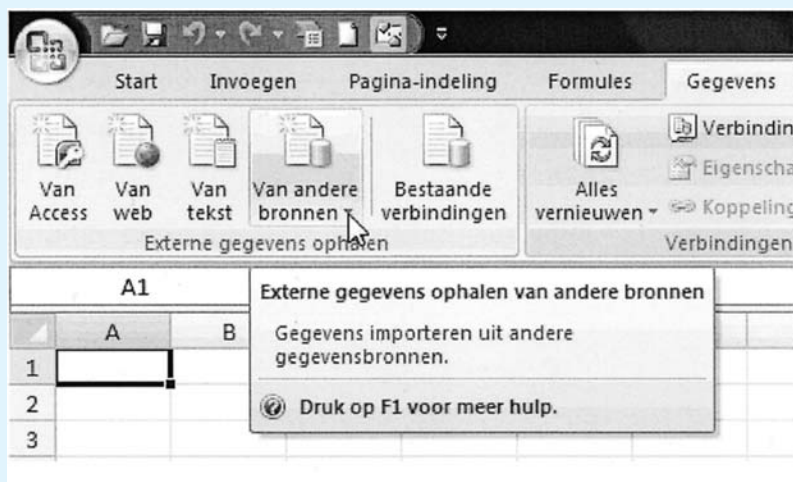 Start Invoegen Pagina-indeling Formules Gegevens
Van Access
Van web
Van tekst
Van andere bronnen
Bestaande verbindingen
Alles vernieuwen
Verbindin
Eigenscha
Koppeling
Externe gegevens ophalen
Verbindingen
A1
Externe gegevens ophalen van andere bronnen
Gegevens importeren uit andere
gegevensbronnen.
Druk op F1 voor meer hulp.
A B
1
2
3